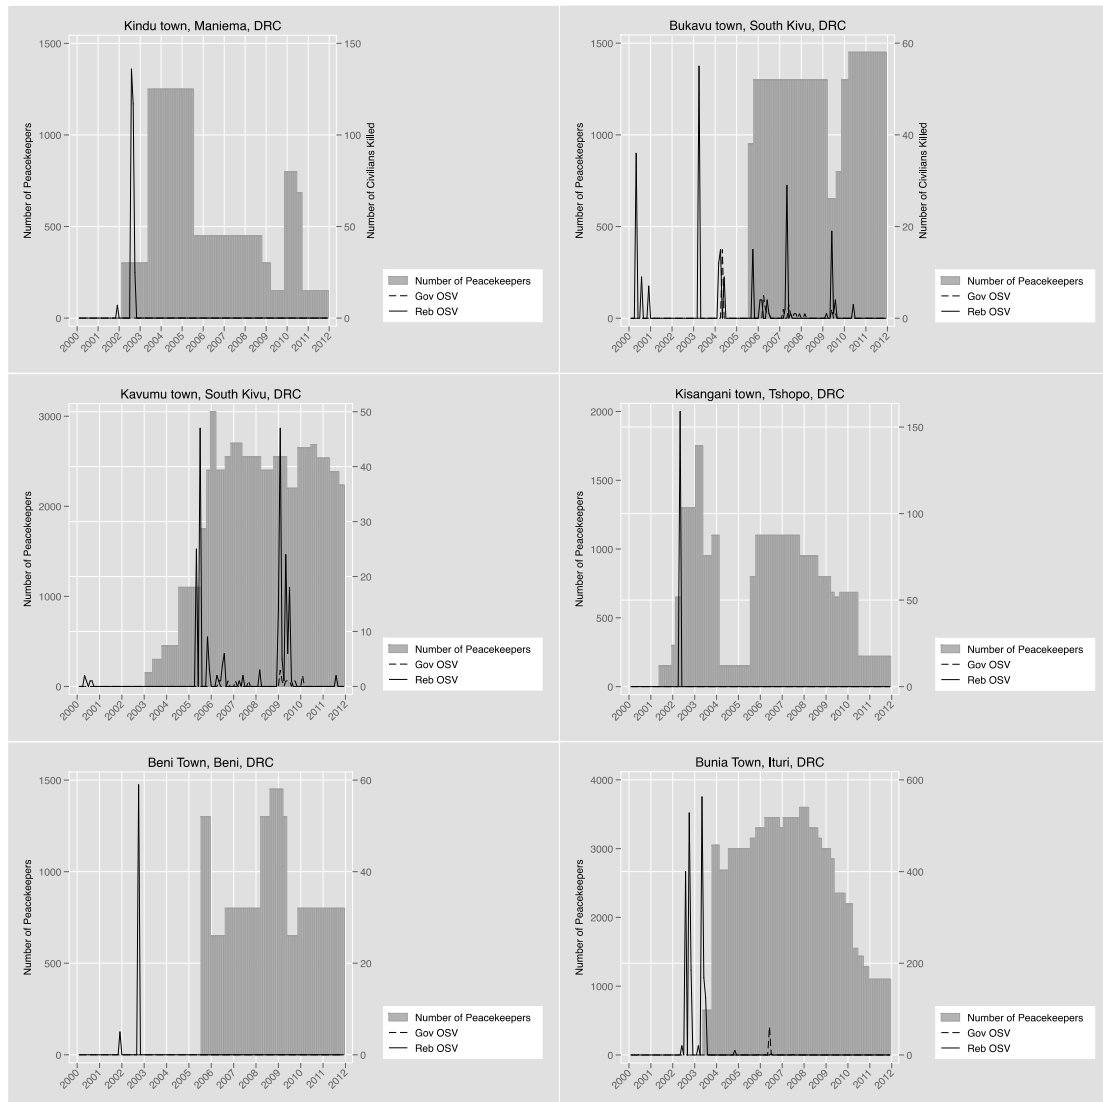 Kindu town, Maniema, DRC
1500
1000
500
0
Number of Peacekeepers
150
100
50
0
Number of Civilians Killed
2000 2001 2002 2003 2004 2005 2006 2007 2008 2009 2010 2011 2012
Number of Peacekeepers
Gov OSV
Reb OSV
Bukavu town, South Kivu, DRC
1500
1000
500
0
Number of Peacekeepers
60
40
20
0
Number of Civilians Killed
2000 2001 2002 2003 2004 2005 2006 2007 2008 2009 2010 2011 2012
Number of Peacekeepers
Gov OSV
Reb OSV
Kavumu town, South Kivu, DRC
3000
2000
1000
0
Number of Peacekeepers
50
40
30
20
10
0
2000 2001 2002 2003 2004 2005 2006 2007 2008 2009 2010 2011 2012
Number of Peacekeepers
Gov OSV
Reb OSV
Kisangani town, Tshopo, DRC
2000
1500
1000
500
0
Number of Peacekeepers
150
100
50
0
2000 2001 2002 2003 2004 2005 2006 2007 2008 2009 2010 2011 2012
Number of Peacekeepers
Gov OSV
Reb OSV
Beni Town, Beni, DRC
1500
1000
500
0
Number of Peacekeepers
60
40
20
0
2000 2001 2002 2003 2004 2005 2006 2007 2008 2009 2010 2011 2012
Number of Peacekeepers
Gov OSV
Reb OSV
Bunia Town, Ituri, DRC
4000
3000
2000
1000
0
Number of Peacekeepers
600
400
200
0
2000 2001 2002 2003 2004 2005 2006 2007 2008 2009 2010 2011 2012
Number of Peacekeepers
Gov OSV
Reb OSV